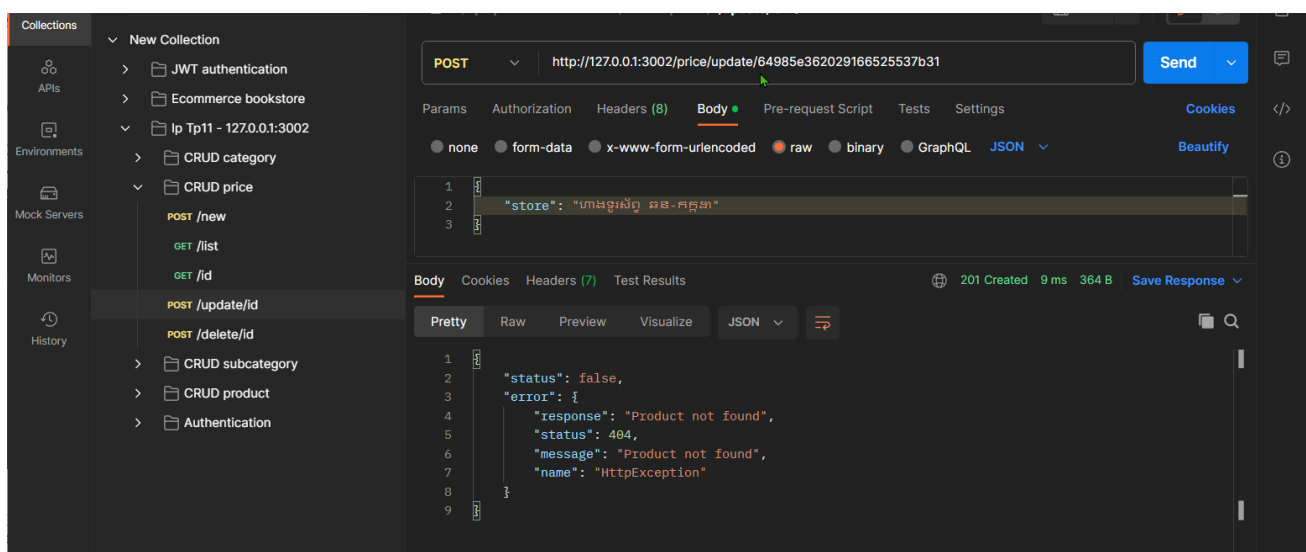 Collections
APIs
Environments
Mock Servers
Monitors
History
New Collection
JWT authentication
Ecommerce bookstore
Ip Tp11 - 127.0.0.1:3002
CRUD category
CRUD price
POST /new
GET /list
GET /id
POST /update/id
POST /delete/id
CRUD subcategory
CRUD product
Authentication
POST http://127.0.0.1:3002/price/update/64985e362029166525537b31 Send
Params Authorization Headers (8) Body Pre-request Script Tests Settings Cookies
none form-data x-www-form-urlencoded raw binary GraphQL JSON Beautify
1 {
2 "store": "ហាងទូរស័ព្ទ ឆន-កក្កដា"
3 }
Body Cookies Headers (7) Test Results 201 Created 9 ms 364 B Save Response
Pretty Raw Preview Visualize JSON
1 {
2 "status": false,
3 "error": {
4 "response": "Product not found",
5 "status": 404,
6 "message": "Product not found",
7 "name": "HttpException"
8 }
9 }